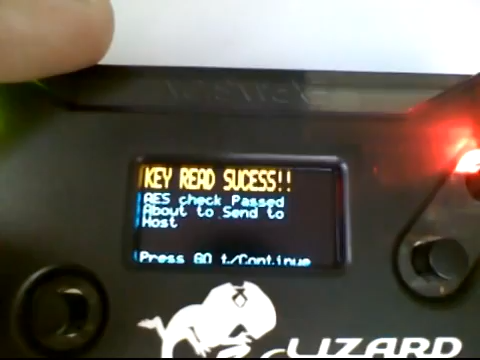 KEY READ SUCESS!!
AES check Passed
About to Send to
Host
Press GO t/Continue
LIZARD